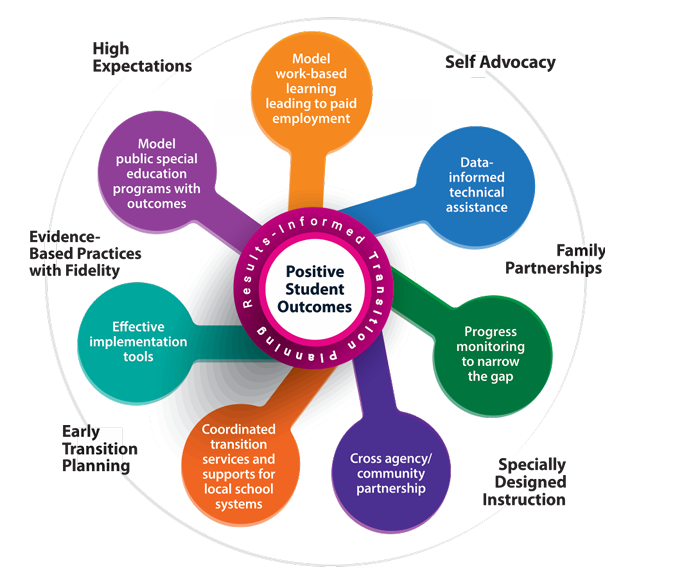 High
Expectations
Self Advocacy
Model
work-based
learning
leading to paid
employment
Model
public special
education
programs with
outcomes
Data-
informed
technical
assistance
Evidence-
Based Practices
with Fidelity
Family
Partnerships
Results-Informed Transition planning
Positive
Student
Outcomes
Effective
implementation
tools
Progress
monitoring
to narrow
the gap
Early
Transition
Planning
Coordinated
transition
services and
supports for
local school
systems
Cross agency/
community
partnership
Specially
Designed
Instruction